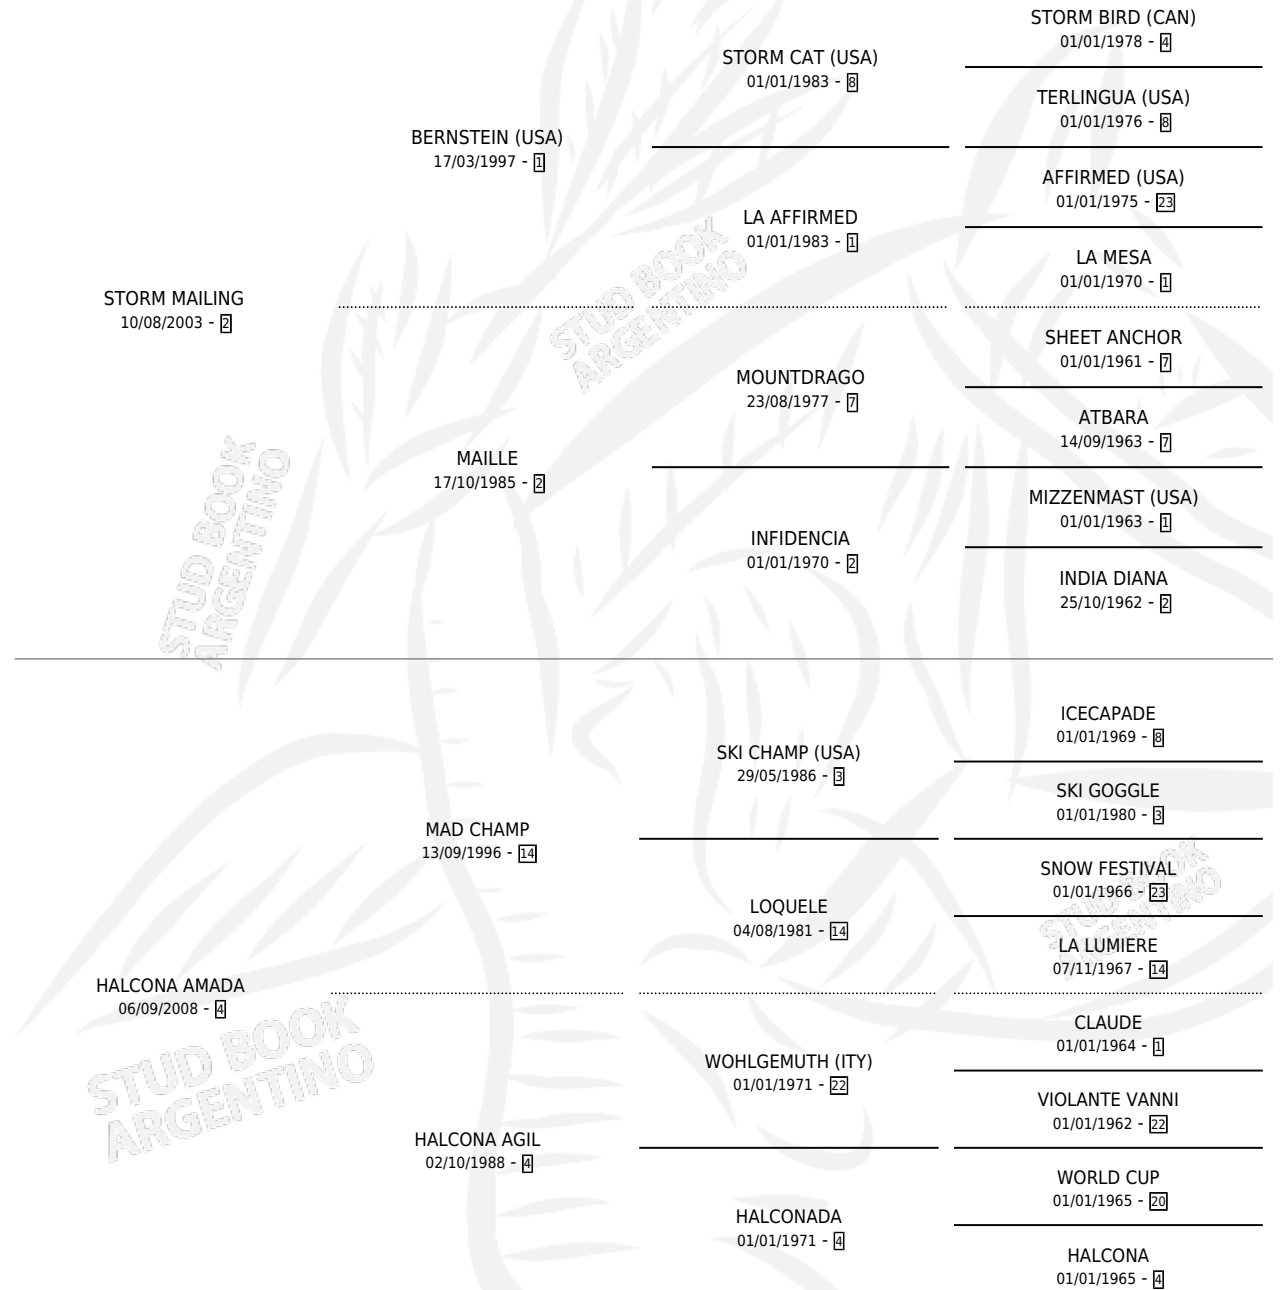 STORM BIRD (CAN)
01/01/1978 - 4
STORM CAT (USA)
01/01/1983 - 8
TERLINGUA (USA)
01/01/1976 - 8
BERNSTEIN (USA)
17/03/1997 - 1
AFFIRMED (USA)
01/01/1975 - 23
LA AFFIRMED
01/01/1983 - 1
LA MESA
01/01/1970 - 1
STORM MAILING
10/08/2003 - 2
SHEET ANCHOR
01/01/1961 - 7
MOUNTDRAGO
23/08/1977 - 7
ATBARA
14/09/1963 - 7
MAILLE
17/10/1985 - 2
MIZZENMAST (USA)
01/01/1963 - 1
INFIDENCIA
01/01/1970 - 2
INDIA DIANA
25/10/1962 - 2
ICECAPADE
01/01/1969 - 8
SKI CHAMP (USA)
29/05/1986 - 3
SKI GOGGLE
01/01/1980 - 3
MAD CHAMP
13/09/1996 - 14
SNOW FESTIVAL
01/01/1966 - 23
LOQUELE
04/08/1981 - 14
LA LUMIERE
07/11/1967 - 14
HALCONA AMADA
06/09/2008 - 4
CLAUDE
01/01/1964 - 1
WOHLGEMUTH (ITY)
01/01/1971 - 22
VIOLANTE VANNI
01/01/1962 - 22
HALCONA AGIL
02/10/1988 - 4
WORLD CUP
01/01/1965 - 20
HALCONADA
01/01/1971 - 4
HALCONA
01/01/1965 - 4
STUD BOOK
ARGENTINO
STUD BOOK
ARGENTINO
STUD BOOK
ARGENTINO
STUD BOOK
ARGENTINO